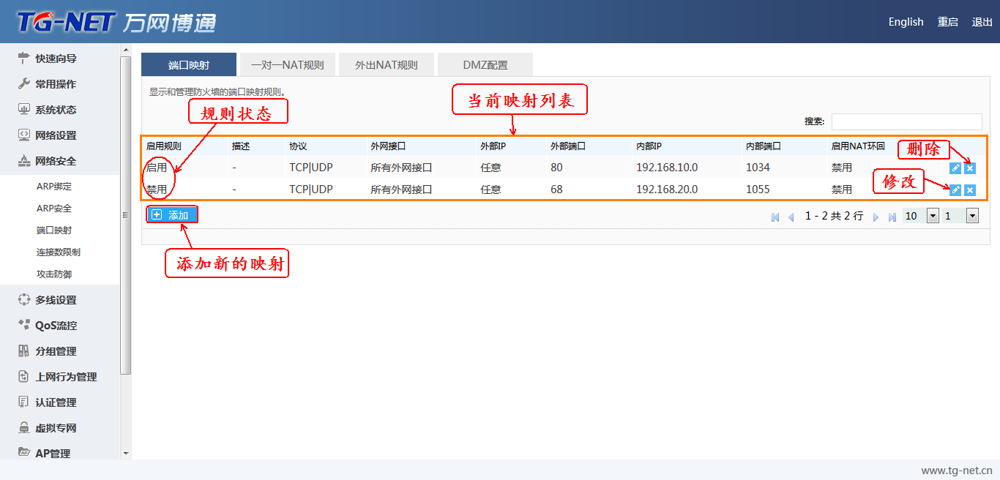 TG-NET 万网博通
English 重启 退出
快速向导
常用操作
系统状态
网络设置
网络安全
ARP绑定
ARP安全
端口映射
连接数限制
攻击防御
多线设置
QoS流控
分组管理
上网行为管理
认证管理
虚拟专网
AP管理
端口映射 一对一NAT规则 外出NAT规则 DMZ配置
显示和管理防火墙的端口映射规则。
规则状态
当前映射列表
搜索:
启用规则 描述 协议 外网接口 外部IP 外部端口 内部IP 内部端口 启用NAT环回
删除
启用 - TCP|UDP 所有外网接口 任意 80 192.168.10.0 1034 禁用
修改
禁用 - TCP|UDP 所有外网接口 任意 68 192.168.20.0 1055 禁用
添加
1 - 2 共 2 行 10 1
添加新的映射
www.tg-net.cn